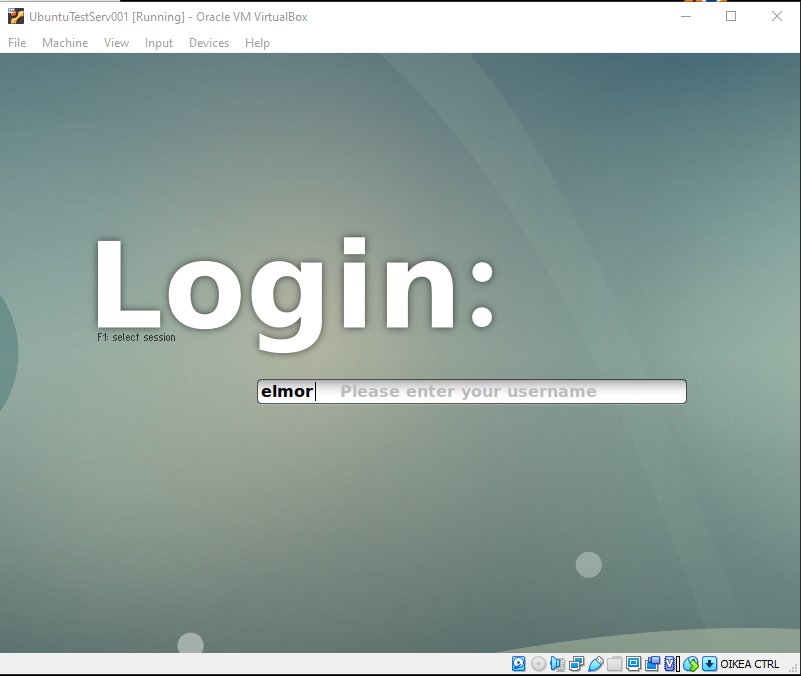 UbuntuTestServ001 [Running] - Oracle VM VirtualBox
File Machine View Input Devices Help
Login:
F1: select session
elmor Please enter your username
OIKEA CTRL